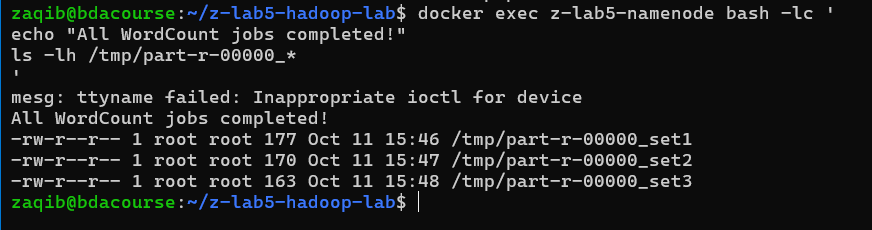 zaqib@bdacourse:~/z-lab5-hadoop-lab$ docker exec z-lab5-namenode bash -lc '
echo "All WordCount jobs completed!"
ls -lh /tmp/part-r-00000_*
'
mesg: ttyname failed: Inappropriate ioctl for device
All WordCount jobs completed!
-rw-r--r-- 1 root root 177 Oct 11 15:46 /tmp/part-r-00000_set1
-rw-r--r-- 1 root root 170 Oct 11 15:47 /tmp/part-r-00000_set2
-rw-r--r-- 1 root root 163 Oct 11 15:48 /tmp/part-r-00000_set3
zaqib@bdacourse:~/z-lab5-hadoop-lab$